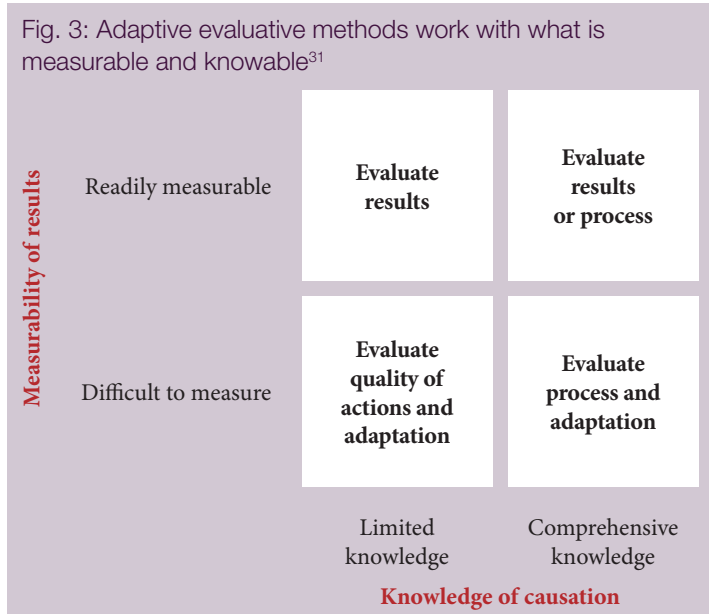 Fig. 3: Adaptive evaluative methods work with what is
measurable and knowable³¹
Measurability of results
Readily measurable
Evaluate
results
Evaluate
results
or process
Difficult to measure
Evaluate
quality of
actions and
adaptation
Evaluate
process and
adaptation
Limited
knowledge
Comprehensive
knowledge
Knowledge of causation